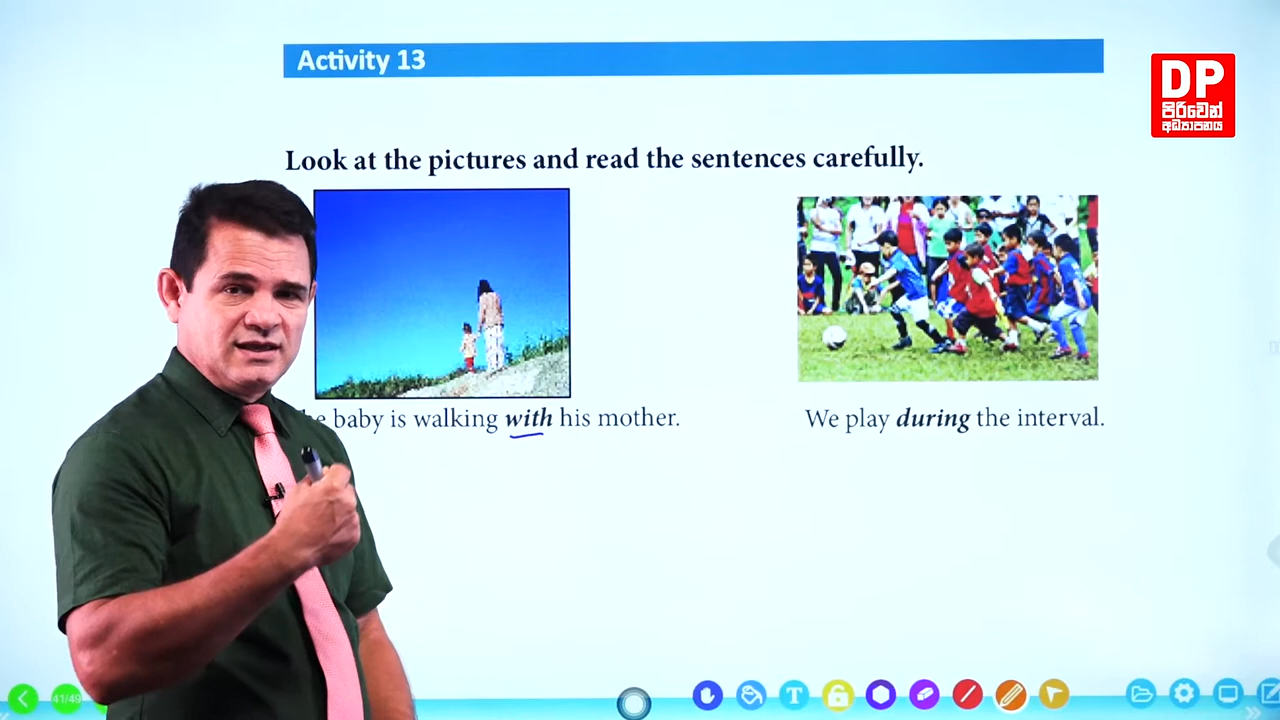 Activity 13
DP
පිරිවෙන්
අධ්‍යාපනය
Look at the pictures and read the sentences carefully.
baby is walking with his mother.
We play during the interval.
41/49